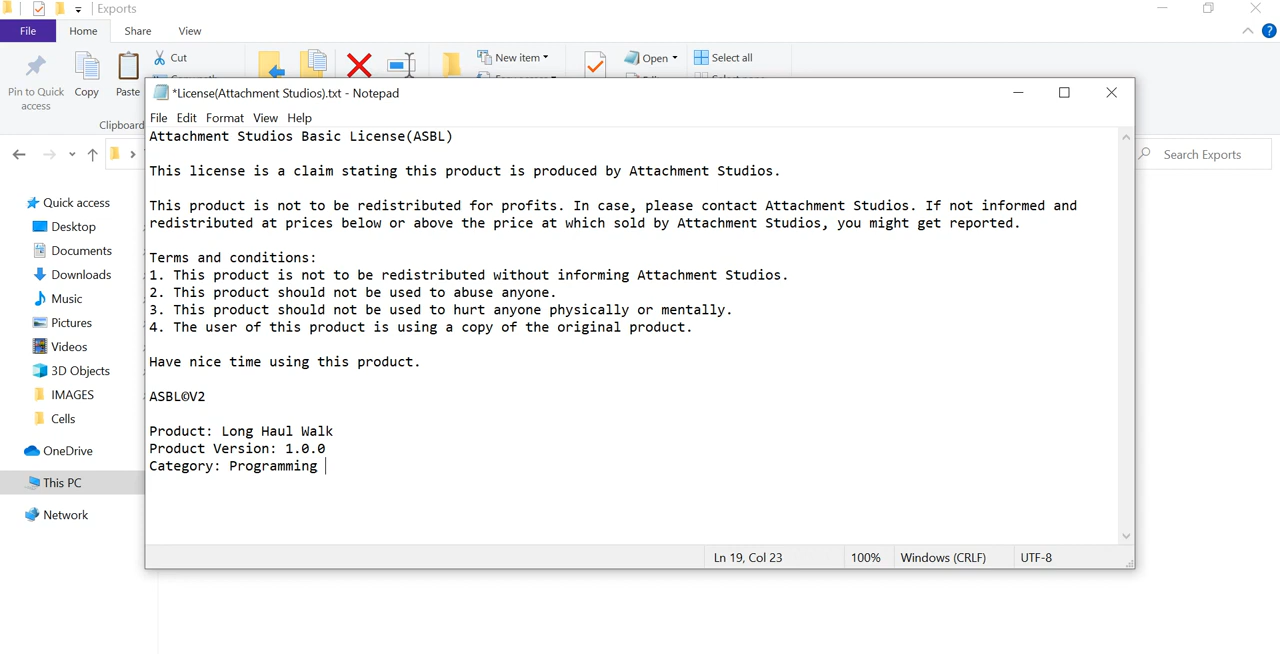 Exports
File Home Share View
Pin to Quick access
Copy
Paste
Cut
New item
Open
Select all
Clipboard
*License(Attachment Studios).txt - Notepad
File Edit Format View Help
Attachment Studios Basic License(ASBL)
This license is a claim stating this product is produced by Attachment Studios.
This product is not to be redistributed for profits. In case, please contact Attachment Studios. If not informed and
redistributed at prices below or above the price at which sold by Attachment Studios, you might get reported.
Terms and conditions:
1. This product is not to be redistributed without informing Attachment Studios.
2. This product should not be used to abuse anyone.
3. This product should not be used to hurt anyone physically or mentally.
4. The user of this product is using a copy of the original product.
Have nice time using this product.
ASBL©V2
Product: Long Haul Walk
Product Version: 1.0.0
Category: Programming
Ln 19, Col 23
100%
Windows (CRLF)
UTF-8
Search Exports
Quick access
Desktop
Documents
Downloads
Music
Pictures
Videos
3D Objects
IMAGES
Cells
OneDrive
This PC
Network